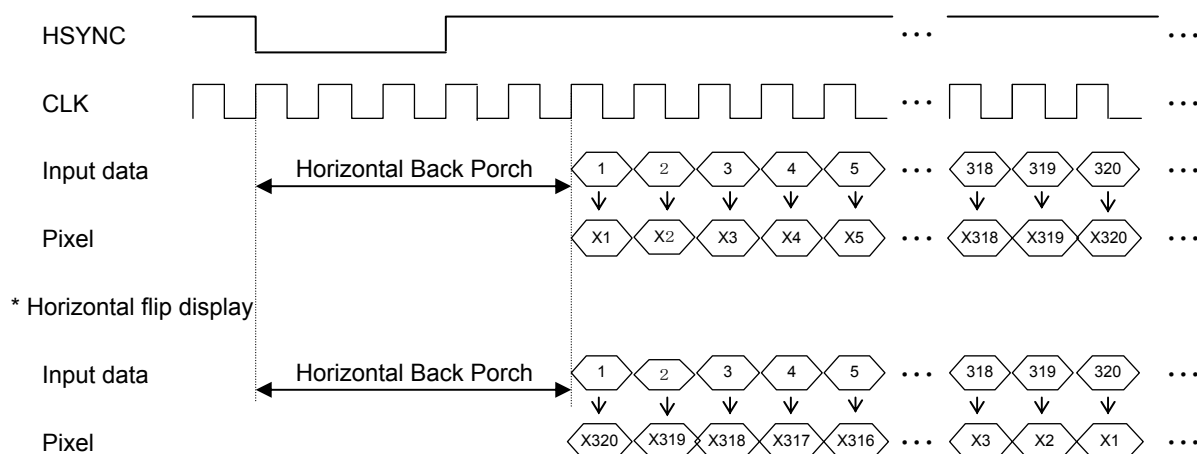 HSYNC ... ...
CLK ... ...
Input data Horizontal Back Porch 1 2 3 4 5 ... 318 319 320 ...
Pixel X1 X2 X3 X4 X5 ... X318 X319 X320 ...
* Horizontal flip display
Input data Horizontal Back Porch 1 2 3 4 5 ... 318 319 320 ...
Pixel X320 X319 X318 X317 X316 ... X3 X2 X1 ...